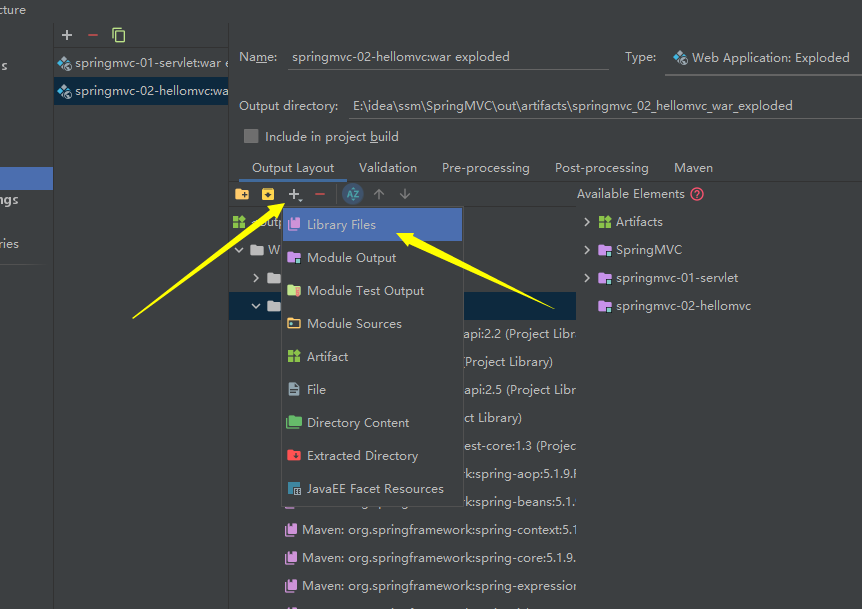 cture
s
springmvc-01-servlet:war e
springmvc-02-hellomvc:wa
ngs
ries
Name: springmvc-02-hellomvc:war exploded
Type: Web Application: Exploded
Output directory: E:\idea\ssm\SpringMVC\out\artifacts\springmvc_02_hellomvc_war_exploded
Include in project build
Output Layout Validation Pre-processing Post-processing Maven
AZ
Available Elements ?
W
Library Files
Module Output
Module Test Output
Module Sources
Artifact
File
Directory Content
Extracted Directory
JavaEE Facet Resources
api:2.2 (Project Libr
(Project Library)
api:2.5 (Project Libr
ct Library)
est-core:1.3 (Projec
k:spring-aop:5.1.9.R
k:spring-beans:5.1.
Maven: org.springframework:spring-context:5.1
Maven: org.springframework:spring-core:5.1.9.
Maven: org.springframework:spring-expression
Artifacts
SpringMVC
springmvc-01-servlet
springmvc-02-hellomvc